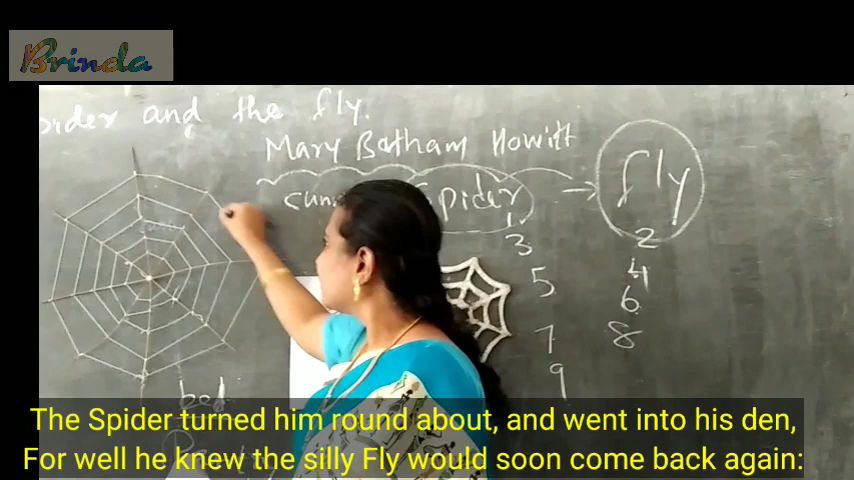 Brinda
and the fly.
Mary Botham Howitt
Spider
fly
1
2
3
4
5
6
7
8
9
bed
The Spider turned him round about, and went into his den,
For well he knew the silly Fly would soon come back again: